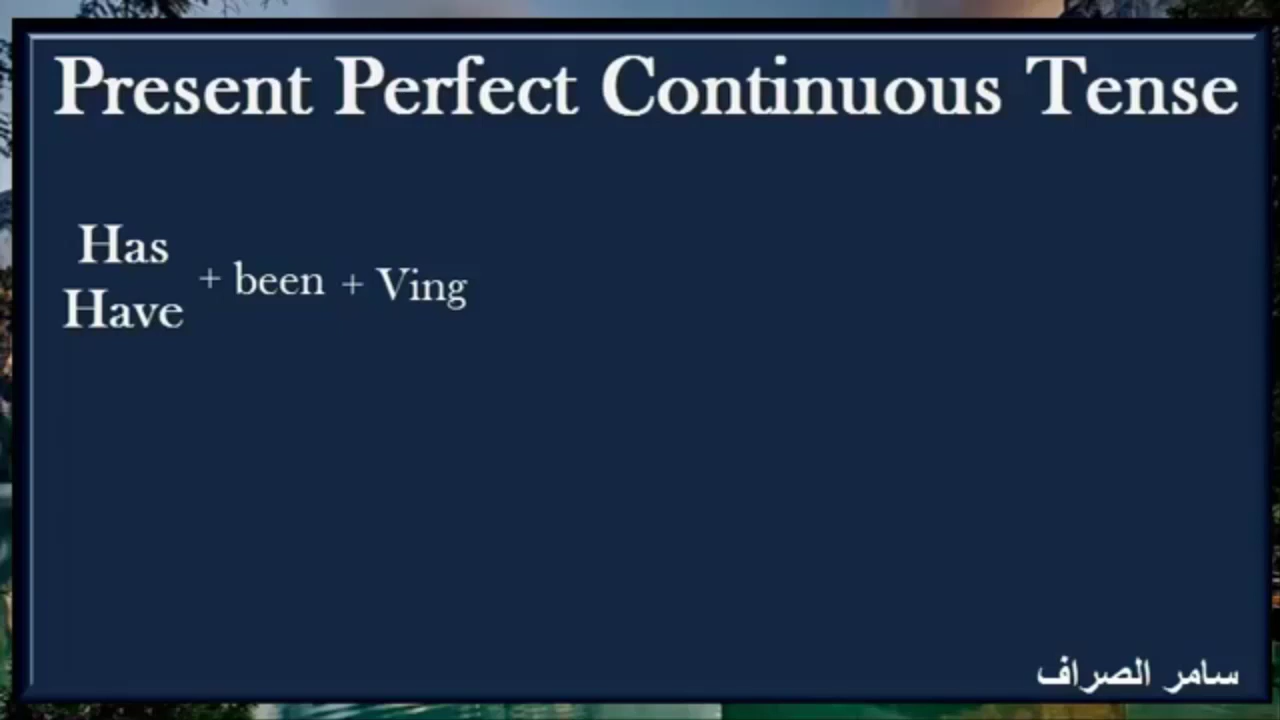 Present Perfect Continuous Tense
Has
Have
+ been + Ving
سامر الصراف